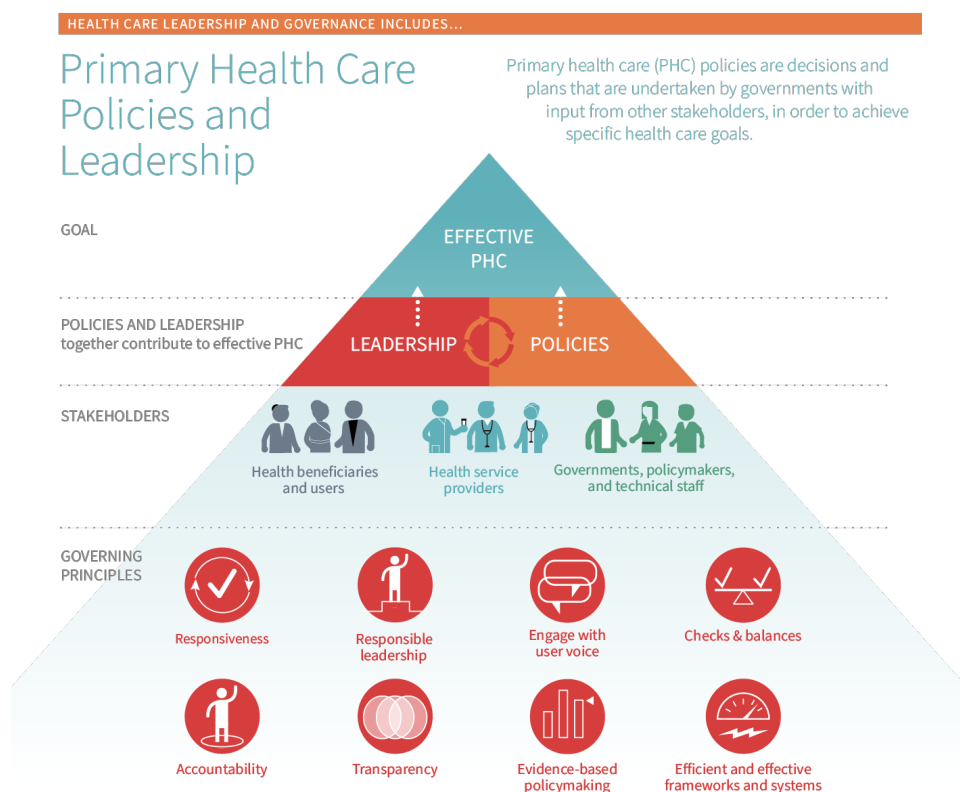 HEALTH CARE LEADERSHIP AND GOVERNANCE INCLUDES...
Primary Health Care
Policies and
Leadership
Primary health care (PHC) policies are decisions and
plans that are undertaken by governments with
input from other stakeholders, in order to achieve
specific health care goals.
GOAL
EFFECTIVE
PHC
POLICIES AND LEADERSHIP
together contribute to effective PHC
LEADERSHIP
POLICIES
STAKEHOLDERS
Health beneficiaries
and users
Health service
providers
Governments, policymakers,
and technical staff
GOVERNING
PRINCIPLES
Responsiveness
Responsible
leadership
Engage with
user voice
Checks & balances
Accountability
Transparency
Evidence-based
policymaking
Efficient and effective
frameworks and systems